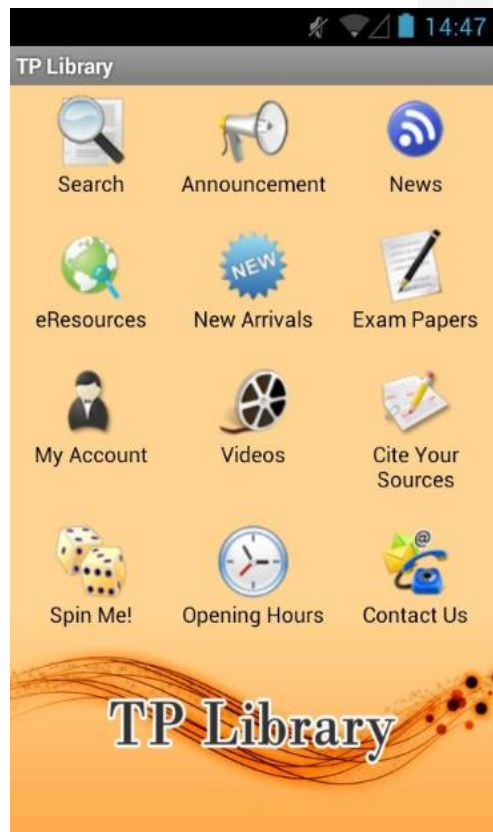 14:47
TP Library
Search Announcement News
NEW
eResources New Arrivals Exam Papers
My Account Videos Cite Your
Sources
@
Spin Me! Opening Hours Contact Us
TP Library